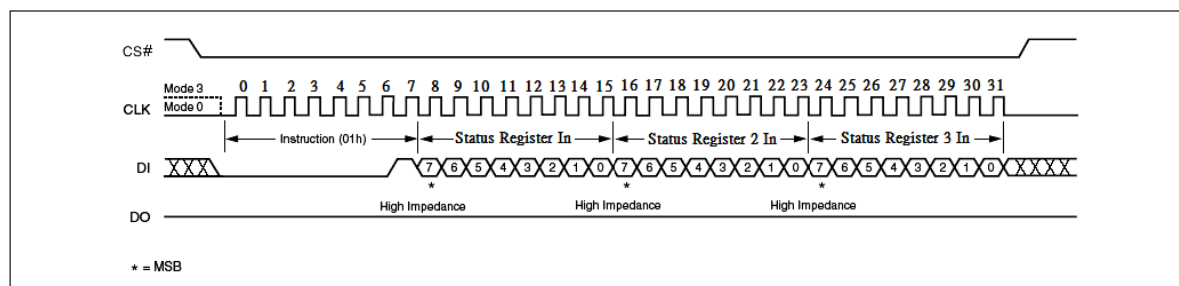 CS#
0 1 2 3 4 5 6 7 8 9 10 11 12 13 14 15 16 17 18 19 20 21 22 23 24 25 26 27 28 29 30 31
Mode 3
CLK Mode 0
Instruction (01h) Status Register In Status Register 2 In Status Register 3 In
DI 7 6 5 4 3 2 1 0 7 6 5 4 3 2 1 0 7 6 5 4 3 2 1 0
* * *
High Impedance High Impedance High Impedance
DO
* = MSB